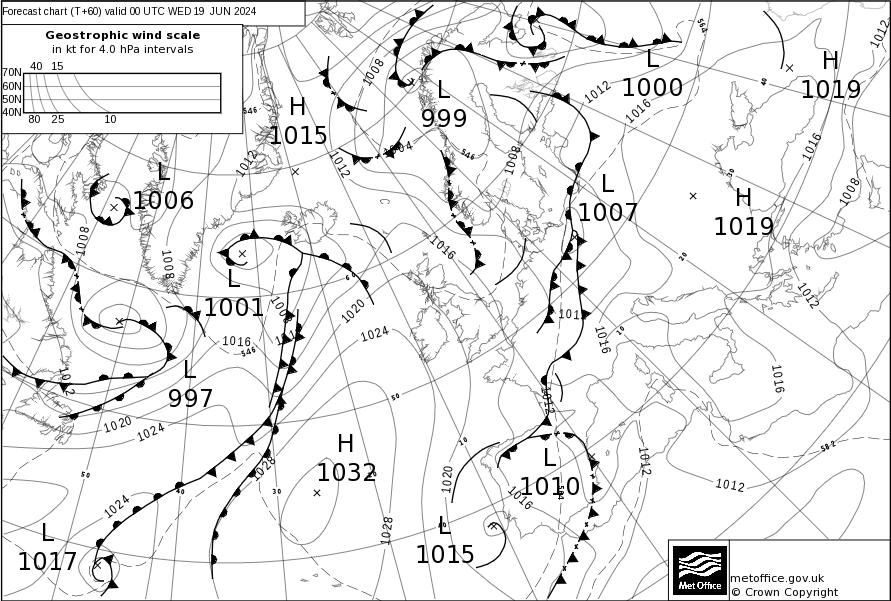 Forecast chart (T+60) valid 00 UTC WED 19 JUN 2024
Geostrophic wind scale
in kt for 4.0 hPa intervals
40 15
70N
60N
50N
40N
80 25 10
564
1012
H
1019
40
L
1000
1008
L
999
1012
1016
H
1015
546
1012
1012
1004
546
1008
1016
1008
30
L
1006
L
1007
H
1019
1008
1008
1016
20
L
1001
60
1020
1012
1012
10
1016
1024
1016
546
L
997
1012
50
1016
1012
1020
1024
H
1032
1028
50
40
30
10
1020
L
1010
1016
1012
582
1012
1024
1028
L
1015
L
1017
Met Office
metoffice.gov.uk
© Crown Copyright